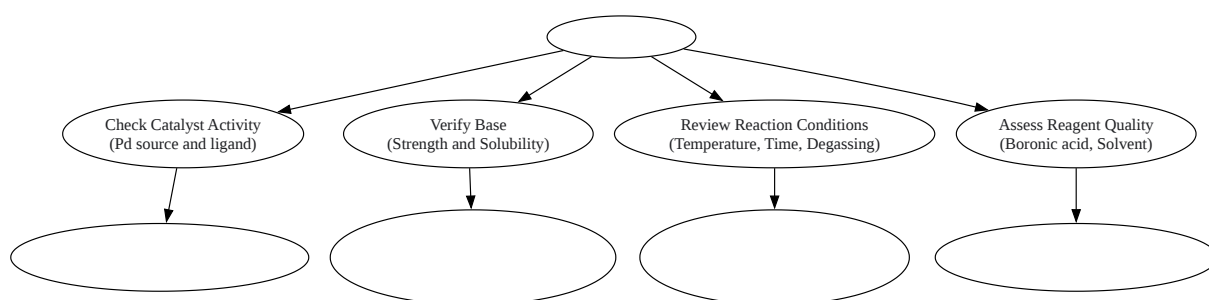 Check Catalyst Activity
(Pd source and ligand)
Verify Base
(Strength and Solubility)
Review Reaction Conditions
(Temperature, Time, Degassing)
Assess Reagent Quality
(Boronic acid, Solvent)